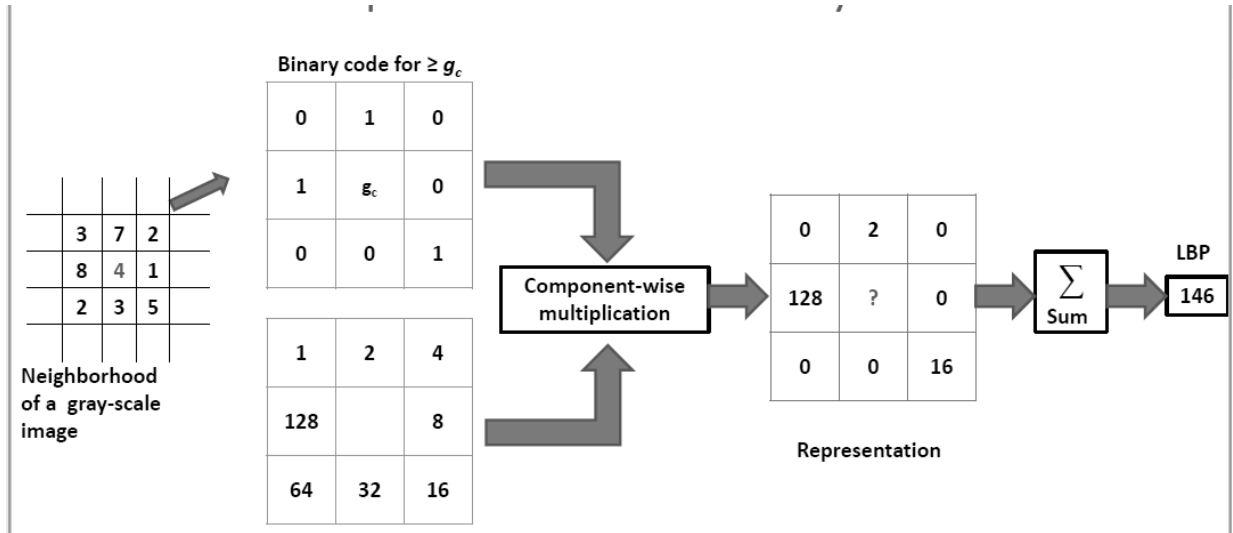 Binary code for ≥ gc
0 1 0
1 gc 0
0 0 1
3 7 2
8 4 1
2 3 5
Neighborhood
of a gray-scale
image
1 2 4
128 8
64 32 16
Component-wise
multiplication
0 2 0
128 ? 0
0 0 16
Representation
∑
Sum
LBP
146